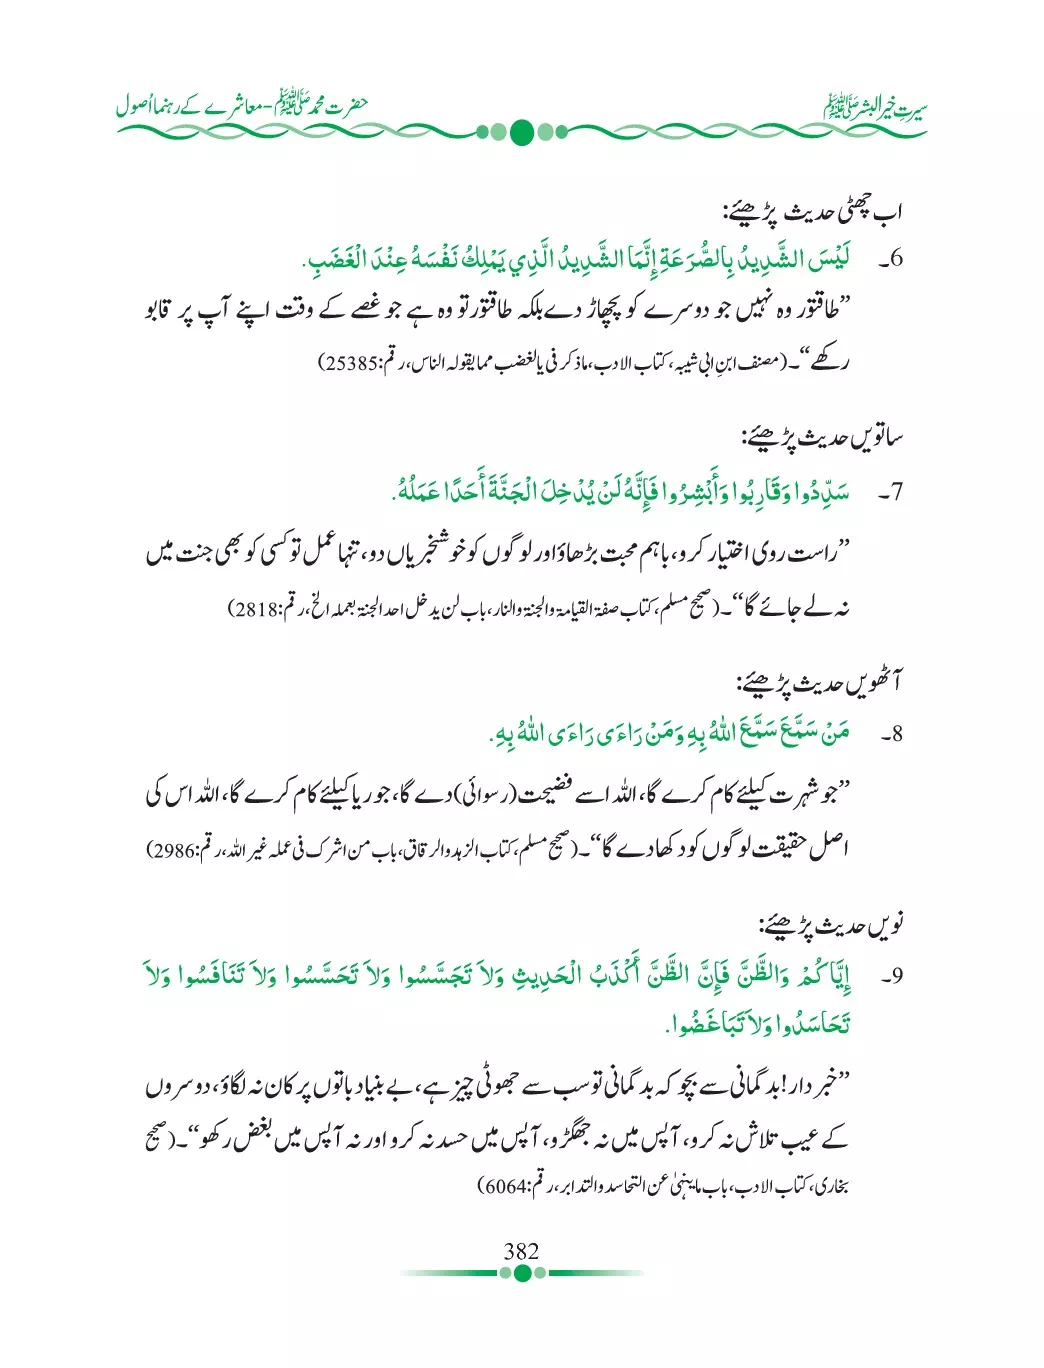 سیرتِ خیر البشر ﷺ
حضرت محمد ﷺ - معاشرے کے رہنما اُصول
اب چھٹی حدیث پڑھیئے:
6۔ لَيْسَ الشَّدِيدُ بِالصُّرَعَةِ إِنَّمَا الشَّدِيدُ الَّذِي يَمْلِكُ نَفْسَهُ عِنْدَ الْغَضَبِ.
’’طاقتور وہ نہیں جو دوسرے کو پچھاڑ دے بلکہ طاقتور تو وہ ہے جو غصے کے وقت اپنے آپ پر قابو
رکھے‘‘۔ (مصنف ابنِ ابی شیبہ، کتاب الادب، ماذکر فی یالغضب مما یقولہ الناس، رقم:25385)
ساتویں حدیث پڑھیئے:
7۔ سَدِّدُوا وَقَارِبُوا وَأَبْشِرُوا فَإِنَّهُ لَنْ يُدْخِلَ الْجَنَّةَ أَحَدًا عَمَلُهُ.
’’راست روی اختیار کرو، باہم محبت بڑھاؤ اور لوگوں کو خوشخبریاں دو، تنہا عمل تو کسی کو بھی جنت میں
نہ لے جائے گا‘‘۔ (صحیح مسلم، کتاب صفۃ القیامۃ والجنۃ والنار، باب لن یدخل احد الجنۃ بعملہ الخ، رقم:2818)
آٹھویں حدیث پڑھیئے:
8۔ مَنْ سَمَّعَ سَمَّعَ اللهُ بِهِ وَمَنْ رَاءَى رَاءَى اللهُ بِهِ.
’’جو شہرت کیلئے کام کرے گا، اللہ اسے فضیحت (رسوائی) دے گا، جو ریا کیلئے کام کرے گا، اللہ اس کی
اصل حقیقت لوگوں کو دکھا دے گا‘‘۔ (صحیح مسلم، کتاب الزہد والرقاق، باب من اشرک فی عملہ غیر اللہ، رقم:2986)
نویں حدیث پڑھیئے:
9۔ إِيَّاكُمْ وَالظَّنَّ فَإِنَّ الظَّنَّ أَكْذَبُ الْحَدِيثِ وَلاَ تَجَسَّسُوا وَلاَ تَحَسَّسُوا وَلاَ تَنَافَسُوا وَلاَ
تَحَاسَدُوا وَلاَ تَبَاغَضُوا.
’’خبردار! بدگمانی سے بچو کہ بدگمانی تو سب سے جھوٹی چیز ہے، بے بنیاد باتوں پر کان نہ لگاؤ، دوسروں
کے عیب تلاش نہ کرو، آپس میں نہ جھگڑو، آپس میں حسد نہ کرو اور نہ آپس میں بغض رکھو‘‘۔ (صحیح
بخاری، کتاب الادب، باب ما ینہیٰ عن التحاسد والتدابر، رقم:6064)
382